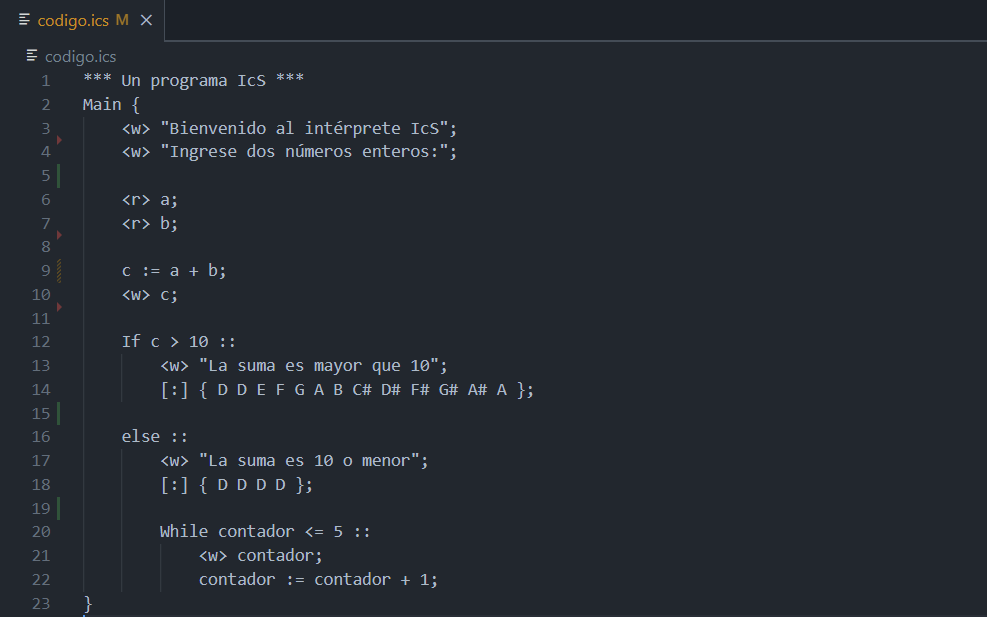 codigo.ics M
codigo.ics
1 *** Un programa IcS ***
2 Main {
3 <w> "Bienvenido al intérprete IcS";
4 <w> "Ingrese dos números enteros:";
5
6 <r> a;
7 <r> b;
8
9 c := a + b;
10 <w> c;
11
12 If c > 10 ::
13 <w> "La suma es mayor que 10";
14 [:] { D D E F G A B C# D# F# G# A# A };
15
16 else ::
17 <w> "La suma es 10 o menor";
18 [:] { D D D D };
19
20 While contador <= 5 ::
21 <w> contador;
22 contador := contador + 1;
23 }